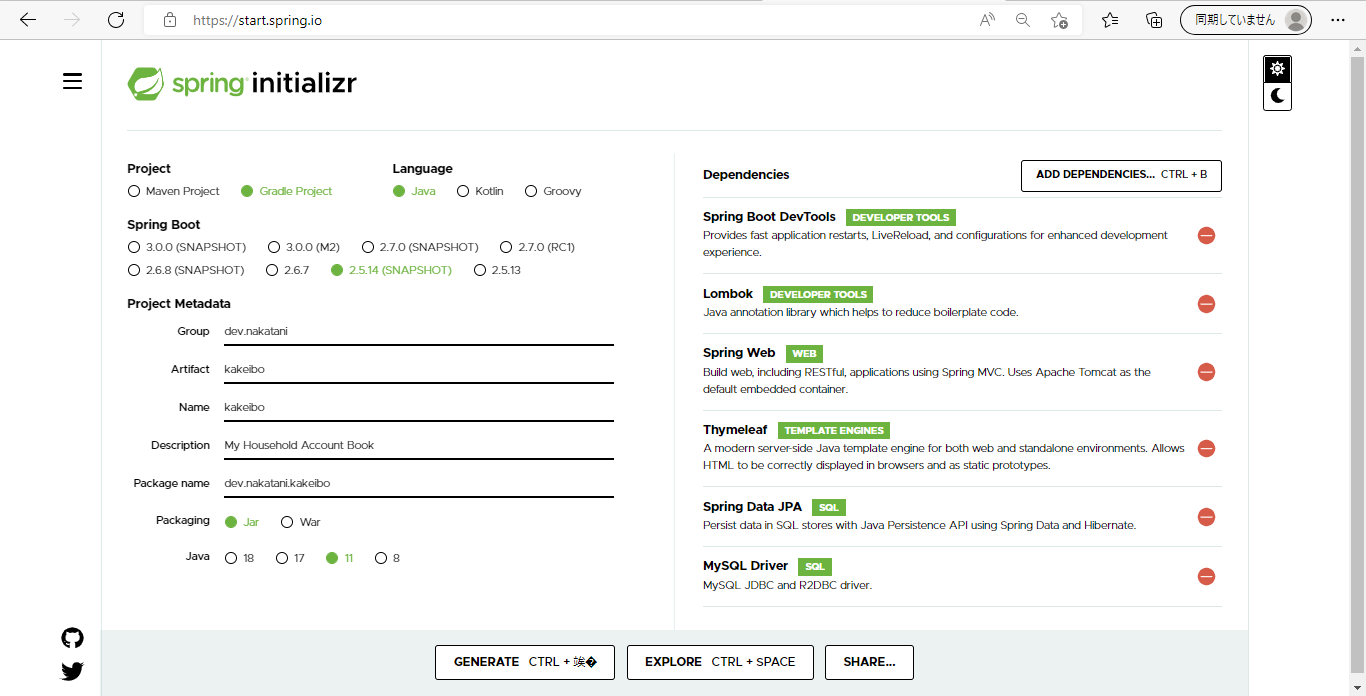 https://start.spring.io
同期していません
spring initializr
Project
Maven Project Gradle Project
Language
Java Kotlin Groovy
Spring Boot
3.0.0 (SNAPSHOT) 3.0.0 (M2) 2.7.0 (SNAPSHOT) 2.7.0 (RC1)
2.6.8 (SNAPSHOT) 2.6.7 2.5.14 (SNAPSHOT) 2.5.13
Project Metadata
Group dev.nakatani
Artifact kakeibo
Name kakeibo
Description My Household Account Book
Package name dev.nakatani.kakeibo
Packaging Jar War
Java 18 17 11 8
Dependencies
ADD DEPENDENCIES... CTRL + B
Spring Boot DevTools DEVELOPER TOOLS
Provides fast application restarts, LiveReload, and configurations for enhanced development
experience.
Lombok DEVELOPER TOOLS
Java annotation library which helps to reduce boilerplate code.
Spring Web WEB
Build web, including RESTful, applications using Spring MVC. Uses Apache Tomcat as the
default embedded container.
Thymeleaf TEMPLATE ENGINES
A modern server-side Java template engine for both web and standalone environments. Allows
HTML to be correctly displayed in browsers and as static prototypes.
Spring Data JPA SQL
Persist data in SQL stores with Java Persistence API using Spring Data and Hibernate.
MySQL Driver SQL
MySQL JDBC and R2DBC driver.
GENERATE CTRL + 竢�
EXPLORE CTRL + SPACE
SHARE...